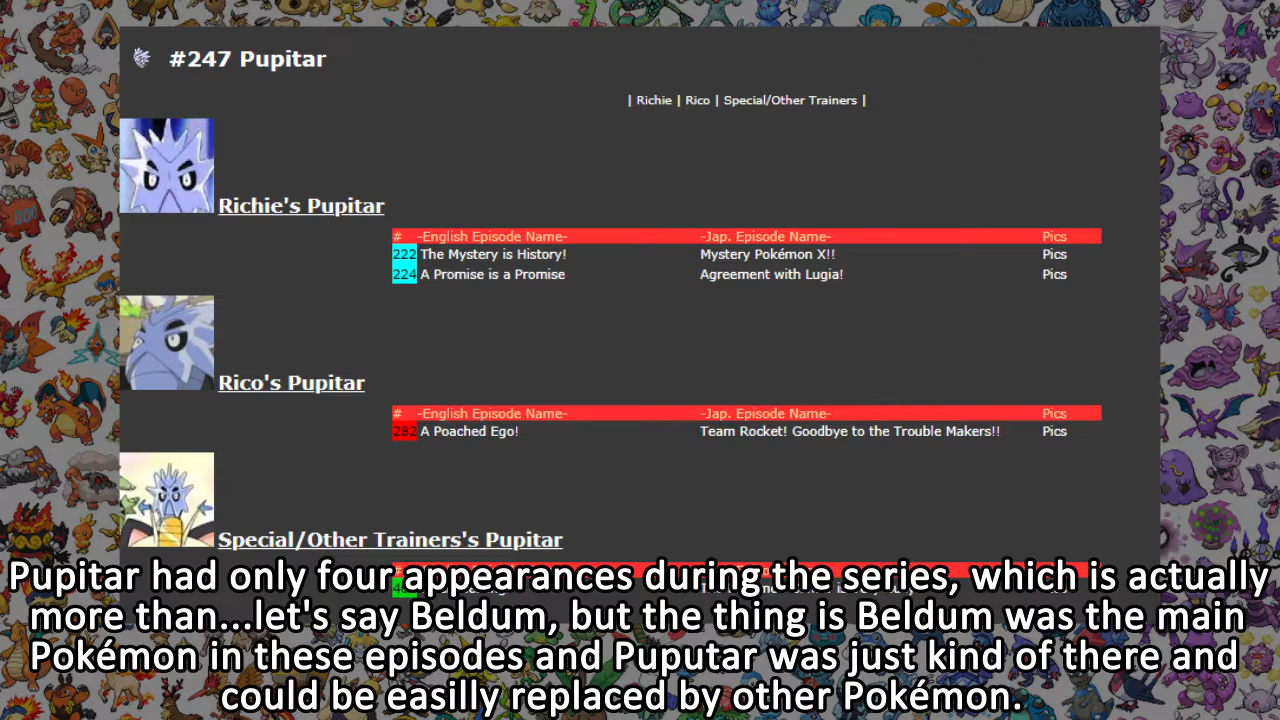 #247 Pupitar
| Richie | Rico | Special/Other Trainers |
Richie's Pupitar
# -English Episode Name- -Jap. Episode Name- Pics
222 The Mystery is History! Mystery Pokémon X!! Pics
224 A Promise is a Promise Agreement with Lugia! Pics
Rico's Pupitar
# -English Episode Name- -Jap. Episode Name- Pics
282 A Poached Ego! Team Rocket! Goodbye to the Trouble Makers!! Pics
Special/Other Trainers's Pupitar
Pupitar had only four appearances during the series, which is actually
more than...let's say Beldum, but the thing is Beldum was the main
Pokémon in these episodes and Puputar was just kind of there and
could be easilly replaced by other Pokémon.